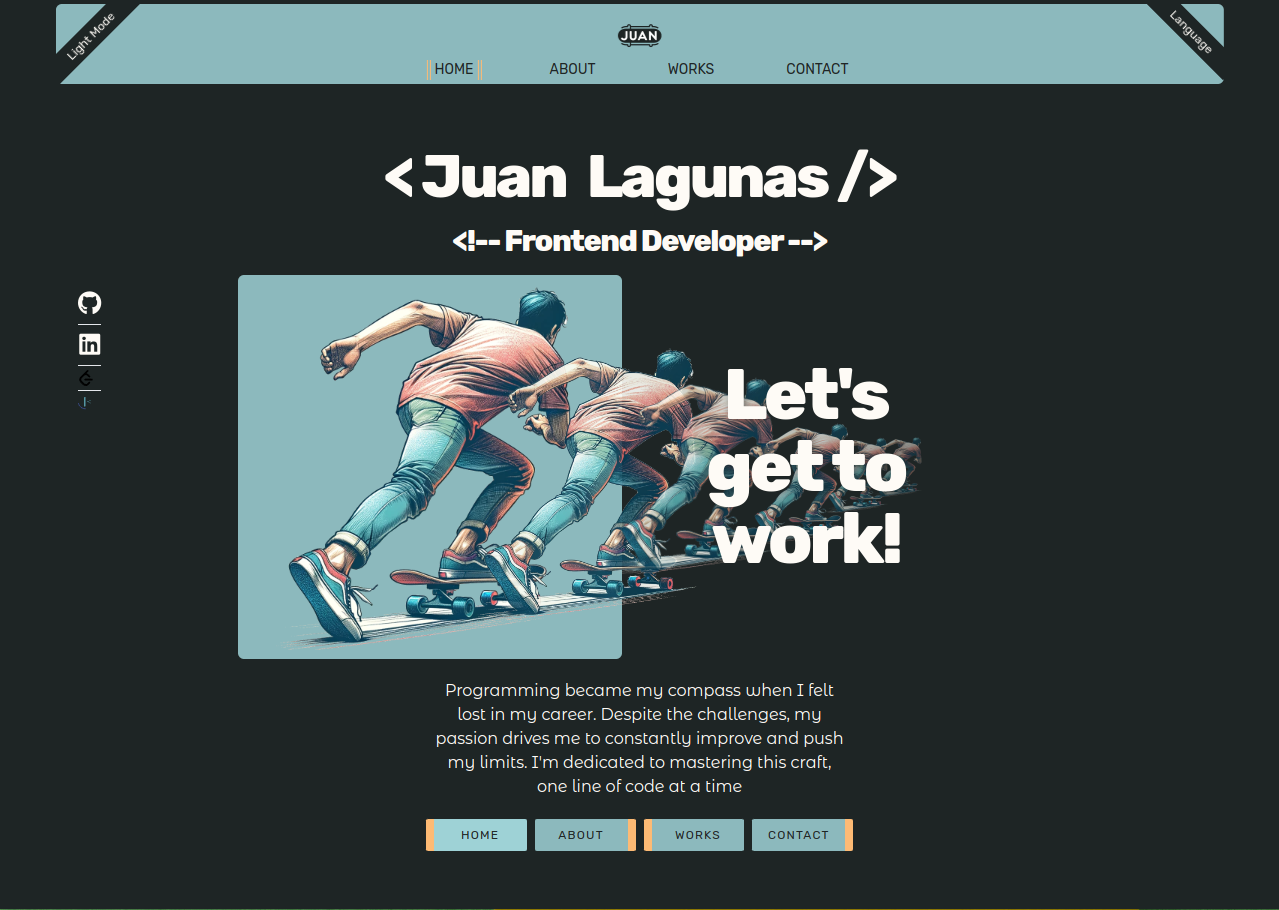 Light Mode
JUAN
Language
HOME ABOUT WORKS CONTACT
< Juan Lagunas />
<!-- Frontend Developer -->
in
Let's
get to
work!
Programming became my compass when I felt
lost in my career. Despite the challenges, my
passion drives me to constantly improve and push
my limits. I'm dedicated to mastering this craft,
one line of code at a time
HOME ABOUT WORKS CONTACT